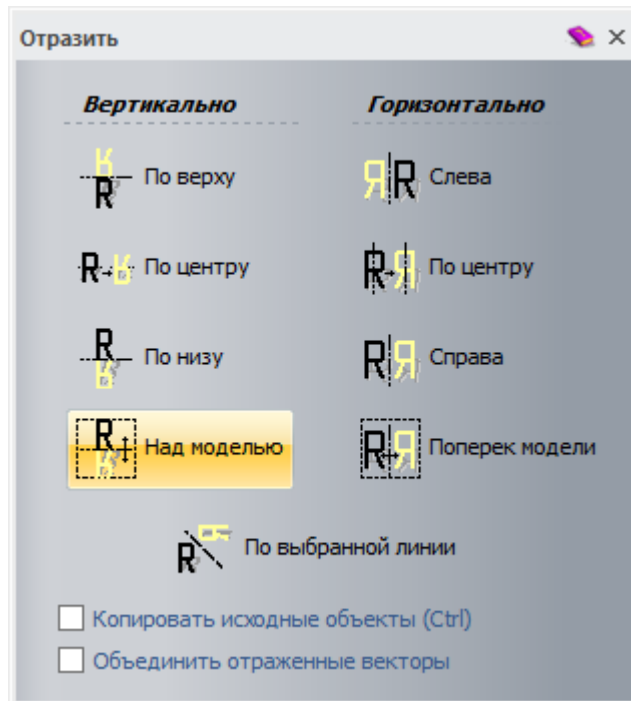 Отразить
Вертикально
Горизонтально
По верху
Слева
По центру
По центру
По низу
Справа
Над моделью
Поперек модели
По выбранной линии
Копировать исходные объекты (Ctrl)
Объединить отраженные векторы